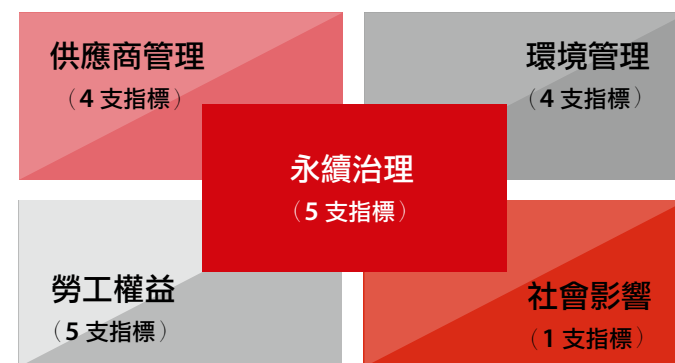 供應商管理
（4 支指標）
環境管理
（4 支指標）
永續治理
（5 支指標）
勞工權益
（5 支指標）
社會影響
（1 支指標）